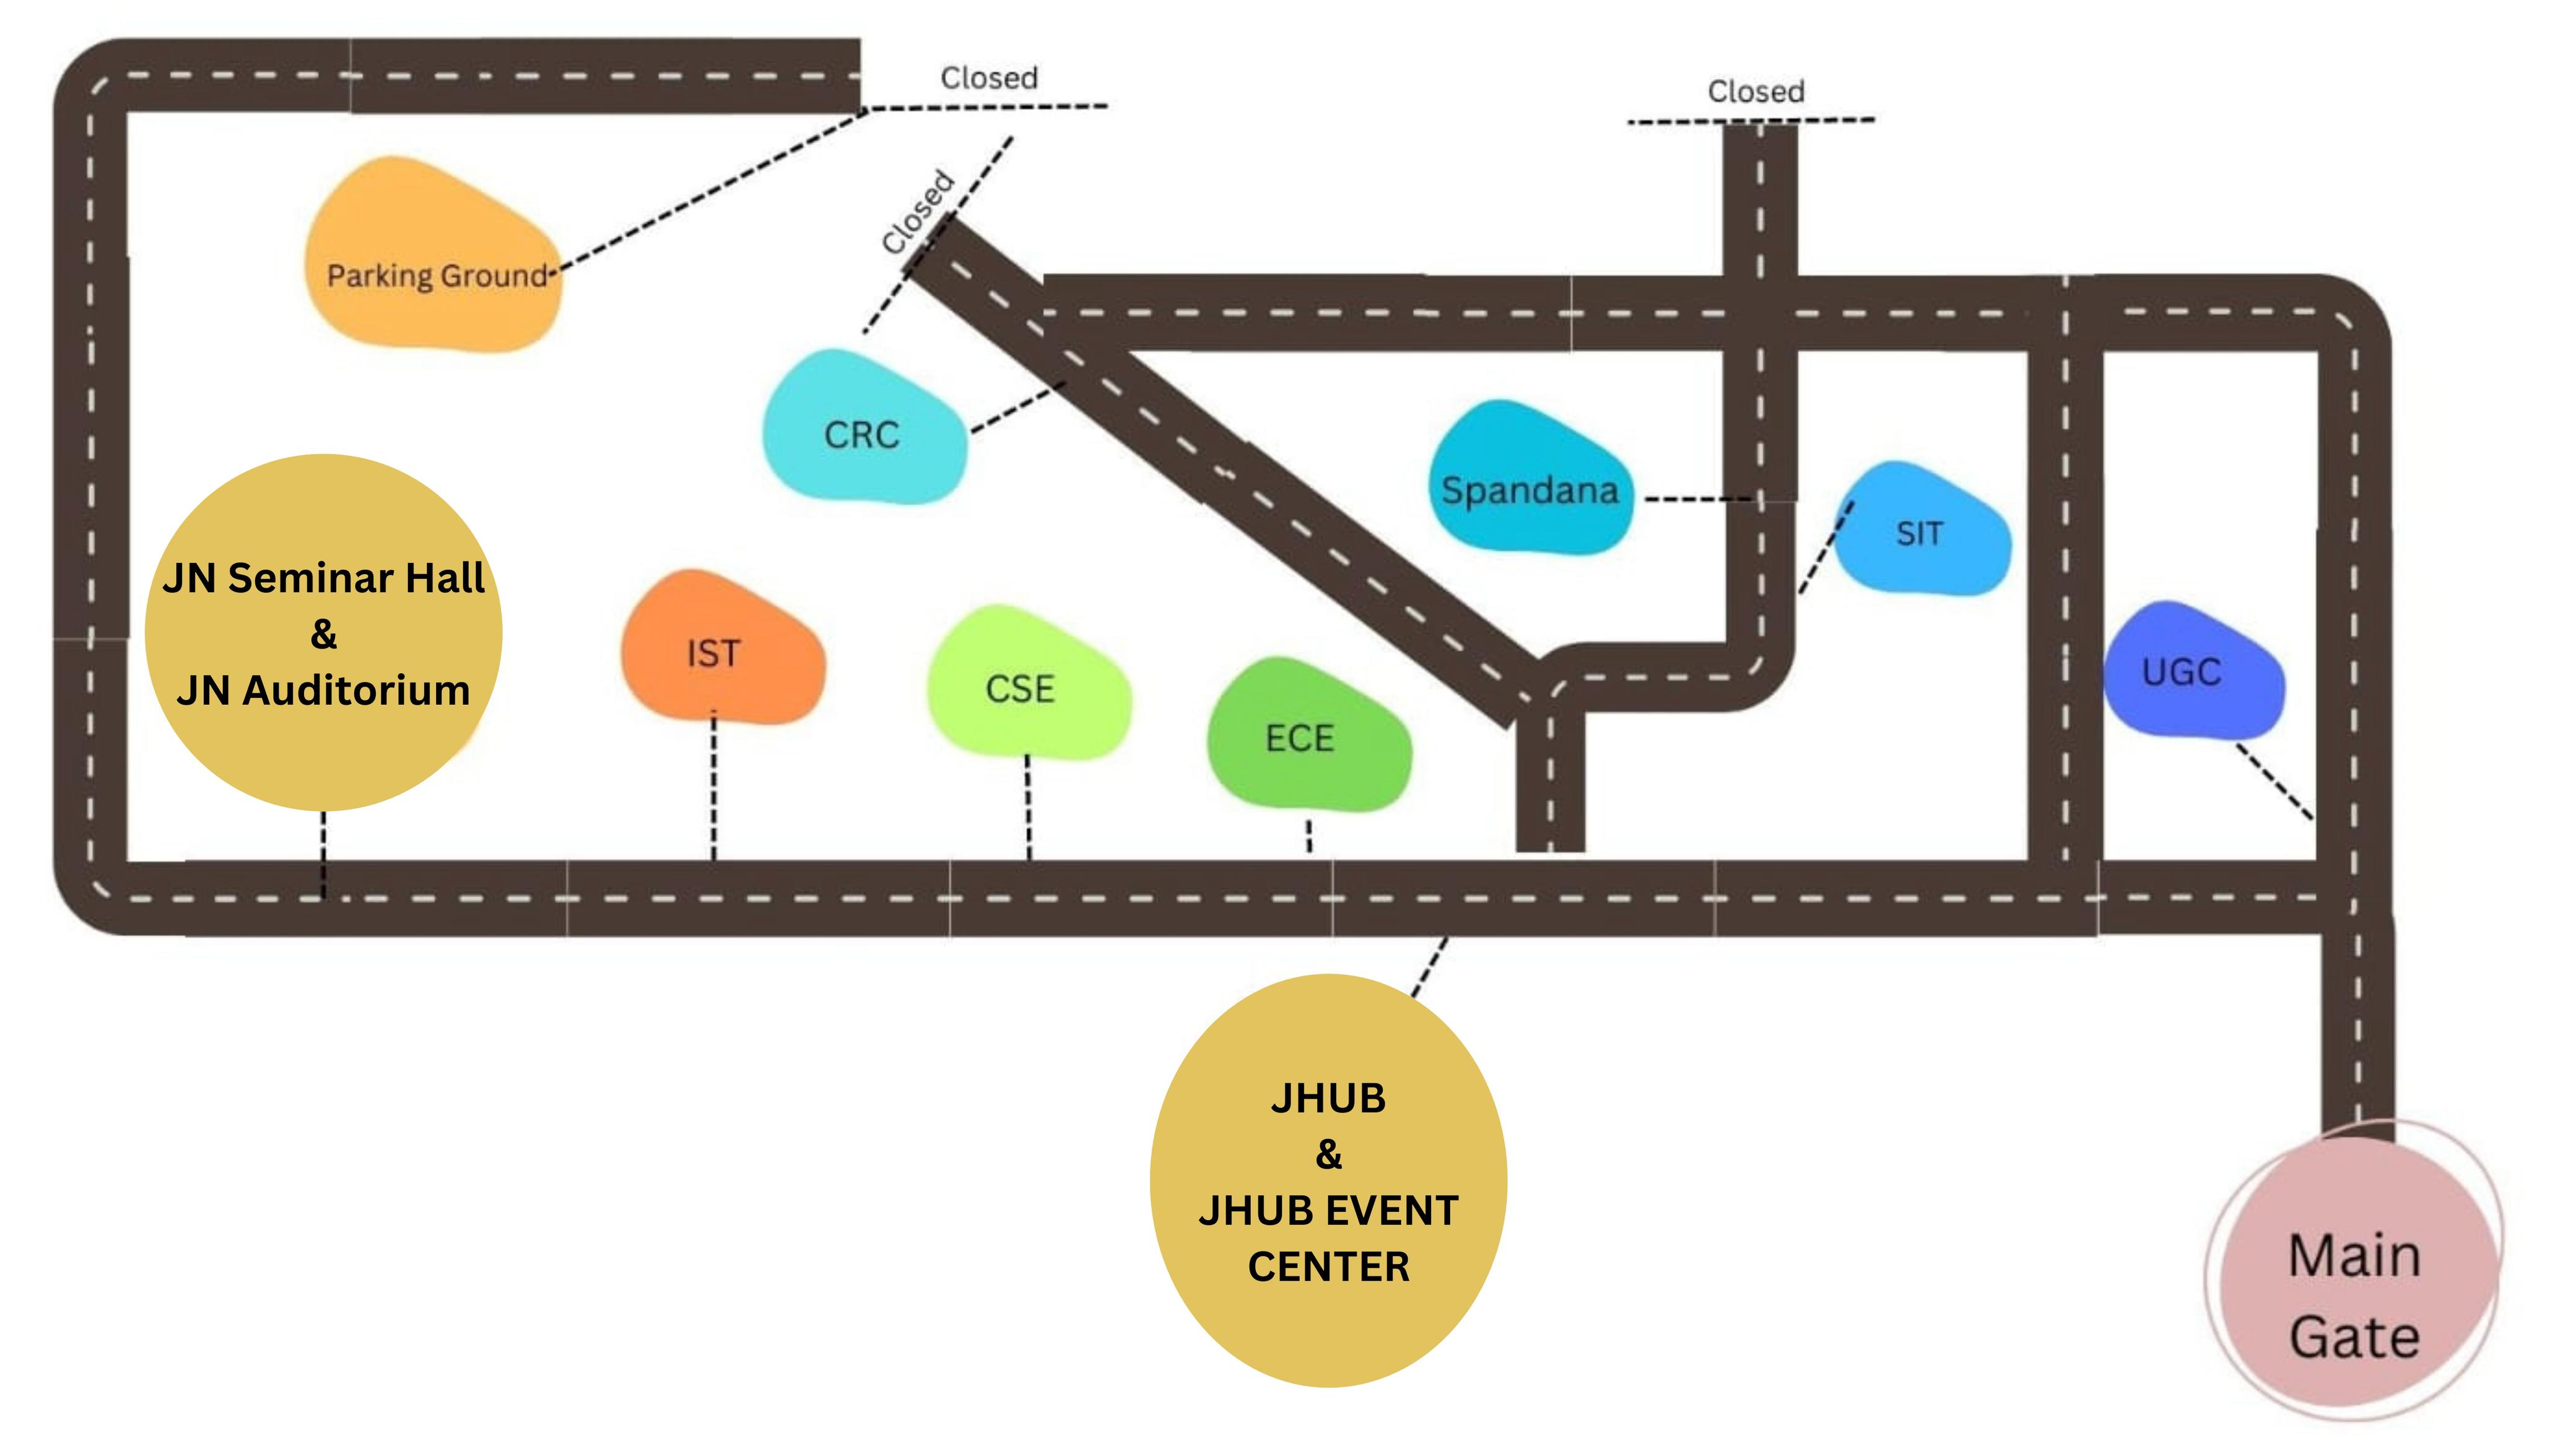 Closed
Closed
Closed
Parking Ground
CRC
Spandana
SIT
JN Seminar Hall
&
JN Auditorium
IST
CSE
ECE
UGC
JHUB
&
JHUB EVENT
CENTER
Main
Gate